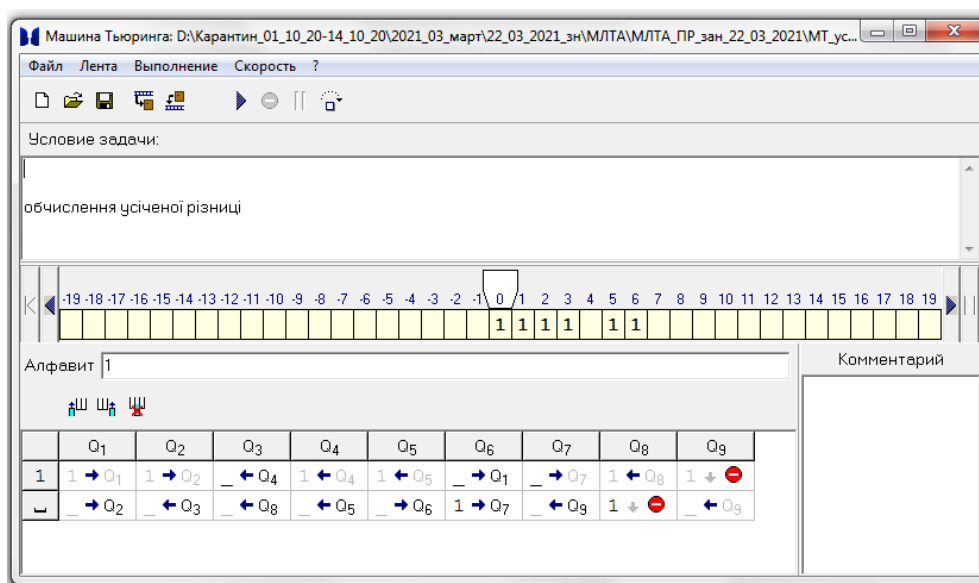 Машина Тьюринга: D:\Карантин_01_10_20-14_10_20\2021_03_март\22_03_2021_зн\МЛТА\МЛТА_ПР_зан_22_03_2021\МТ_ус...
Файл Лента Выполнение Скорость ?
Условие задачи:
обчислення усіченої різниці
-19 -18 -17 -16 -15 -14 -13 -12 -11 -10 -9 -8 -7 -6 -5 -4 -3 -2 -1 0 1 2 3 4 5 6 7 8 9 10 11 12 13 14 15 16 17 18 19
1 1 1 1 1 1
Алфавит 1
Комментарий
Q1 Q2 Q3 Q4 Q5 Q6 Q7 Q8 Q9
1 1 → Q1 1 → Q2 _ ← Q4 1 ← Q4 1 ← Q5 _ → Q1 _ → Q7 1 ← Q8 1 ↓
_ → Q2 _ ← Q3 _ ← Q8 _ ← Q5 _ → Q6 1 → Q7 _ ← Q9 1 ↓ _ ← Q9